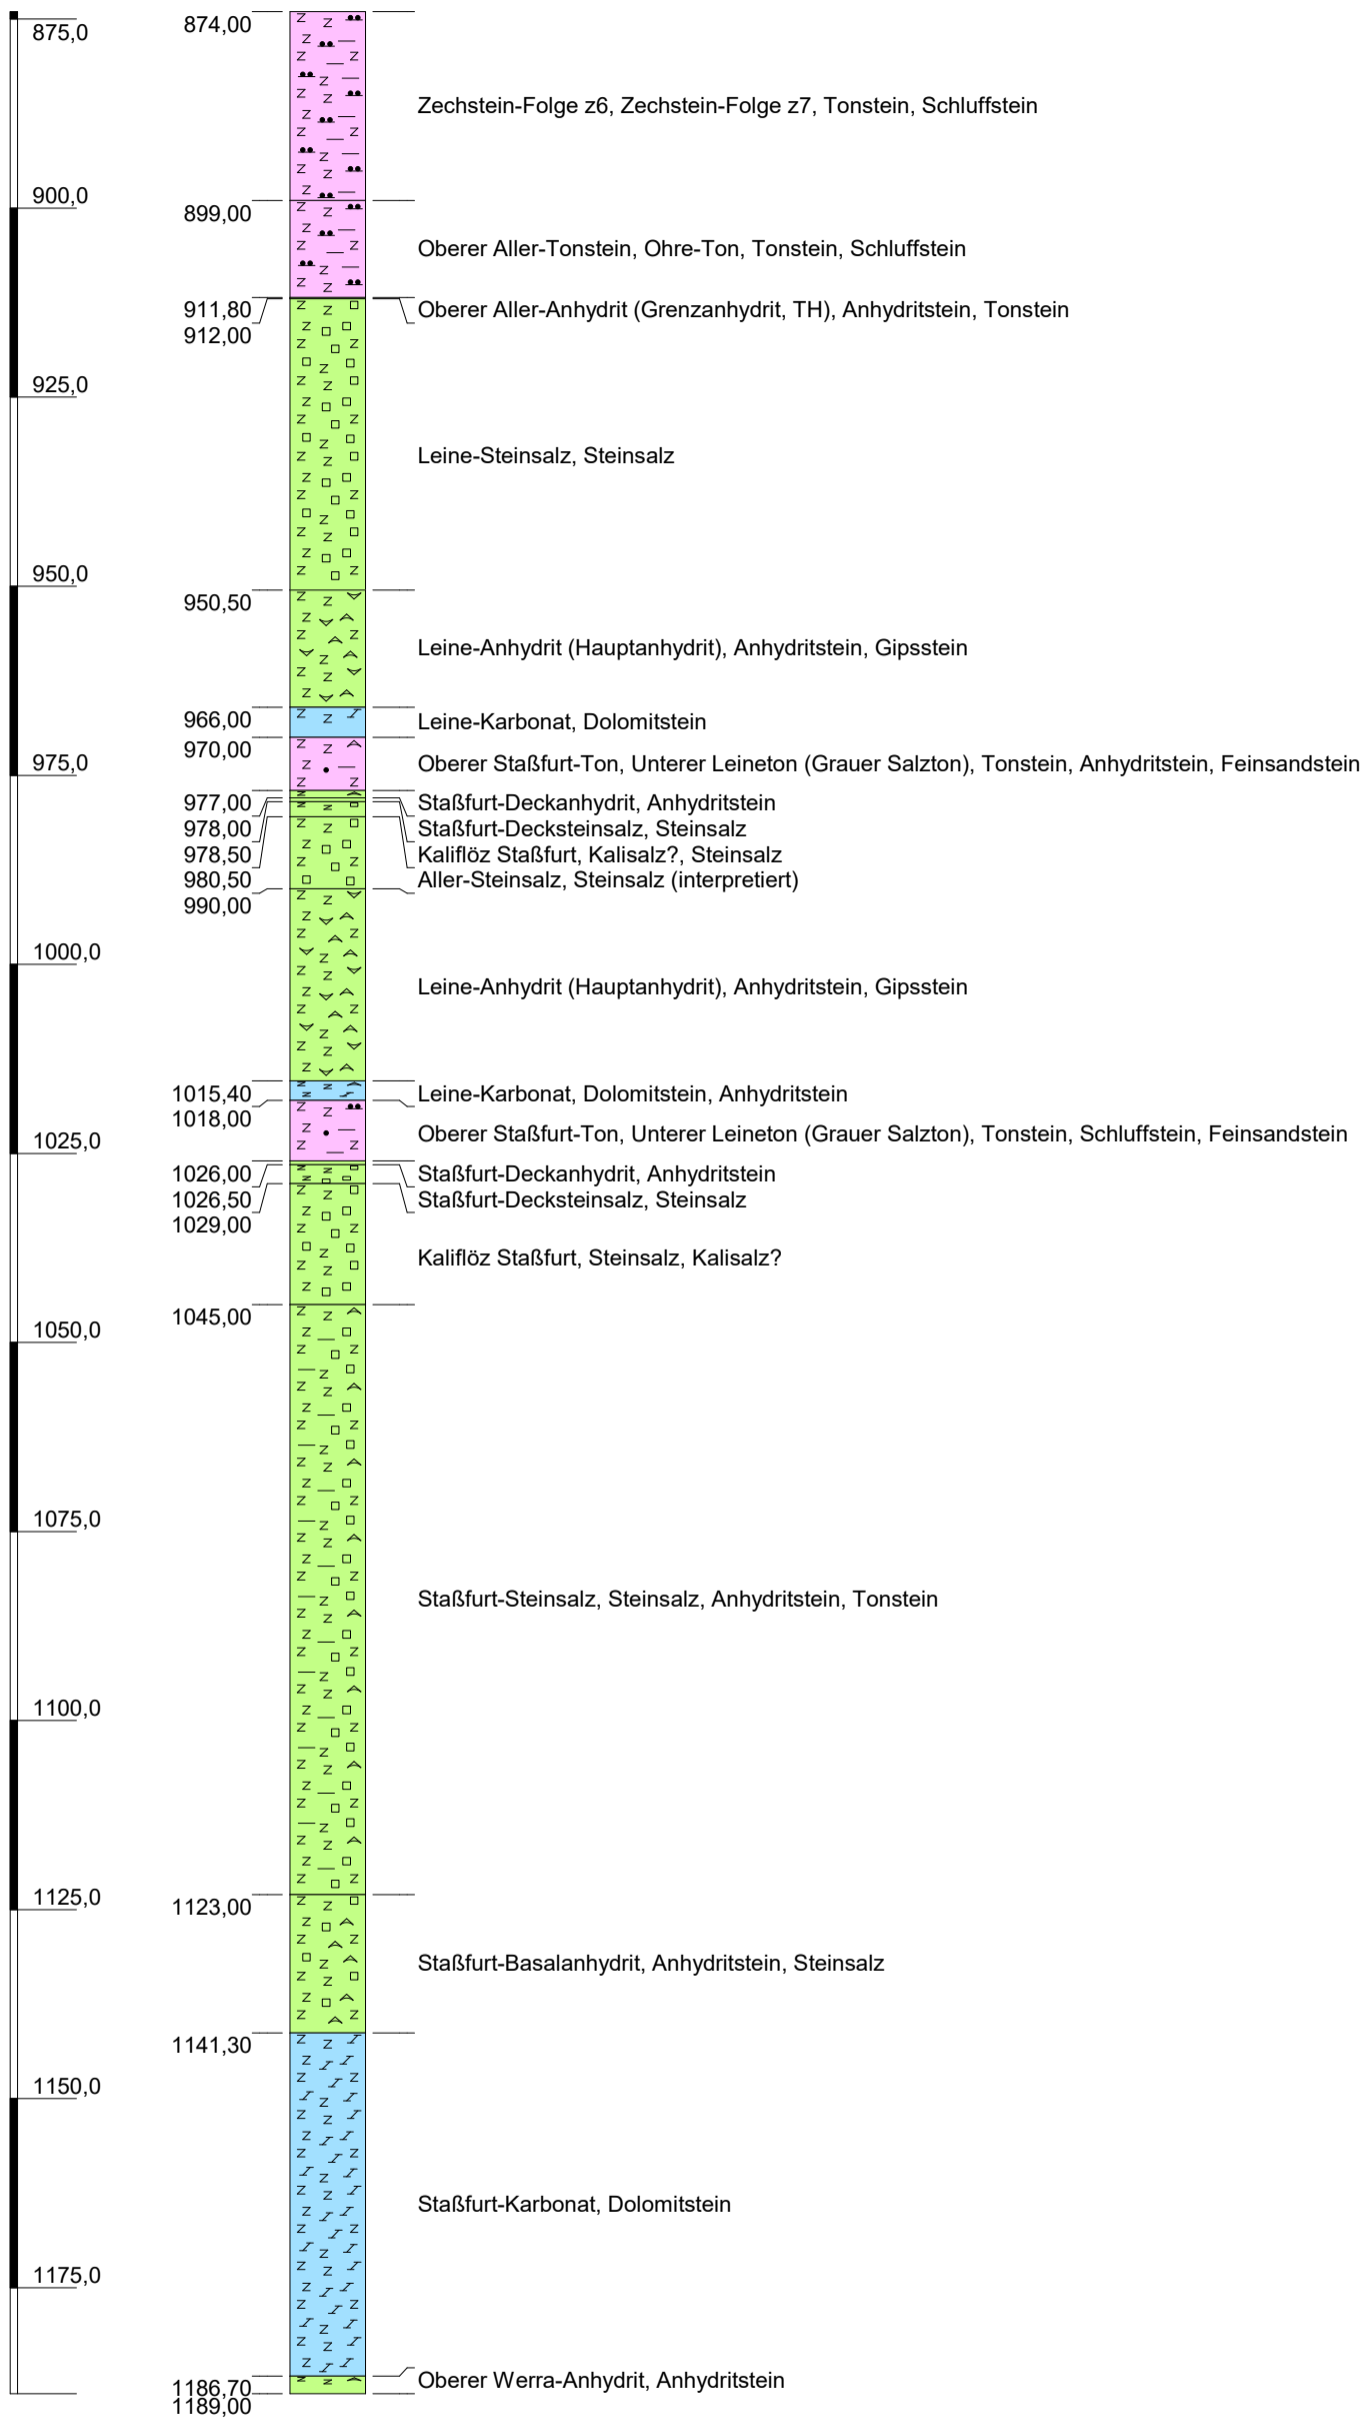 875,0
874,00
Zechstein-Folge z6, Zechstein-Folge z7, Tonstein, Schluffstein
900,0
899,00
Oberer Aller-Tonstein, Ohre-Ton, Tonstein, Schluffstein
911,80 Oberer Aller-Anhydrit (Grenzanhydrit, TH), Anhydritstein, Tonstein
912,00
925,0
Leine-Steinsalz, Steinsalz
950,0
950,50
Leine-Anhydrit (Hauptanhydrit), Anhydritstein, Gipsstein
966,00 Leine-Karbonat, Dolomitstein
970,00
975,0 Oberer Staßfurt-Ton, Unterer Leineton (Grauer Salzton), Tonstein, Anhydritstein, Feinsandstein
977,00 Staßfurt-Deckanhydrit, Anhydritstein
978,00 Staßfurt-Decksteinsalz, Steinsalz
978,50 Kaliflöz Staßfurt, Kalisalz?, Steinsalz
980,50 Aller-Steinsalz, Steinsalz (interpretiert)
990,00
1000,0
Leine-Anhydrit (Hauptanhydrit), Anhydritstein, Gipsstein
1015,40 Leine-Karbonat, Dolomitstein, Anhydritstein
1018,00
1025,0 Oberer Staßfurt-Ton, Unterer Leineton (Grauer Salzton), Tonstein, Schluffstein, Feinsandstein
1026,00 Staßfurt-Deckanhydrit, Anhydritstein
1026,50 Staßfurt-Decksteinsalz, Steinsalz
1029,00
Kaliflöz Staßfurt, Steinsalz, Kalisalz?
1045,00
1050,0
1075,0
Staßfurt-Steinsalz, Steinsalz, Anhydritstein, Tonstein
1100,0
1125,0
1123,00
Staßfurt-Basalanhydrit, Anhydritstein, Steinsalz
1141,30
1150,0
Staßfurt-Karbonat, Dolomitstein
1175,0
1186,70 Oberer Werra-Anhydrit, Anhydritstein
1189,00